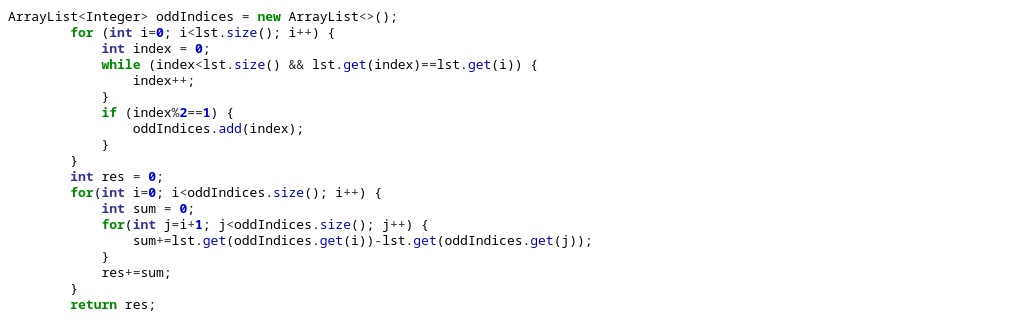 ArrayList<Integer> oddIndices = new ArrayList<>();
        for (int i=0; i<lst.size(); i++) {
            int index = 0;
            while (index<lst.size() && lst.get(index)==lst.get(i)) {
                index++;
            }
            if (index%2==1) {
                oddIndices.add(index);
            }
        }
        int res = 0;
        for(int i=0; i<oddIndices.size(); i++) {
            int sum = 0;
            for(int j=i+1; j<oddIndices.size(); j++) {
                sum+=lst.get(oddIndices.get(i))-lst.get(oddIndices.get(j));
            }
            res+=sum;
        }
        return res;